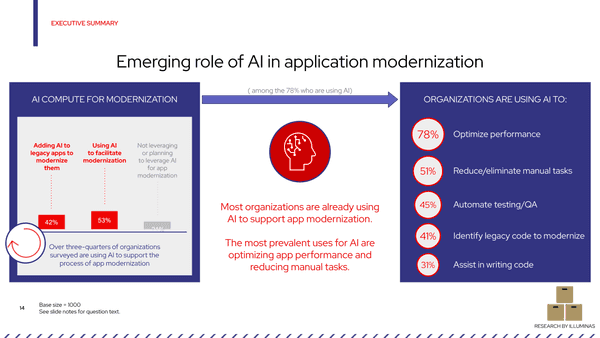 EXECUTIVE SUMMARY
Emerging role of AI in application modernization
AI COMPUTE FOR MODERNIZATION
Adding AI to
legacy apps to
modernize
them
Using AI
to facilitate
modernization
Not leveraging
or planning
to leverage AI
for app
modernization
42%
53%
Over three-quarters of organizations
surveyed are using AI to support the
process of app modernization
( among the 78% who are using AI)
Most organizations are already using
AI to support app modernization.
The most prevalent uses for AI are
optimizing app performance and
reducing manual tasks.
ORGANIZATIONS ARE USING AI TO:
78% Optimize performance
51% Reduce/eliminate manual tasks
45% Automate testing/QA
41% Identify legacy code to modernize
31% Assist in writing code
14
Base size = 1000
See slide notes for question text.
RESEARCH BY ILLUMINAS